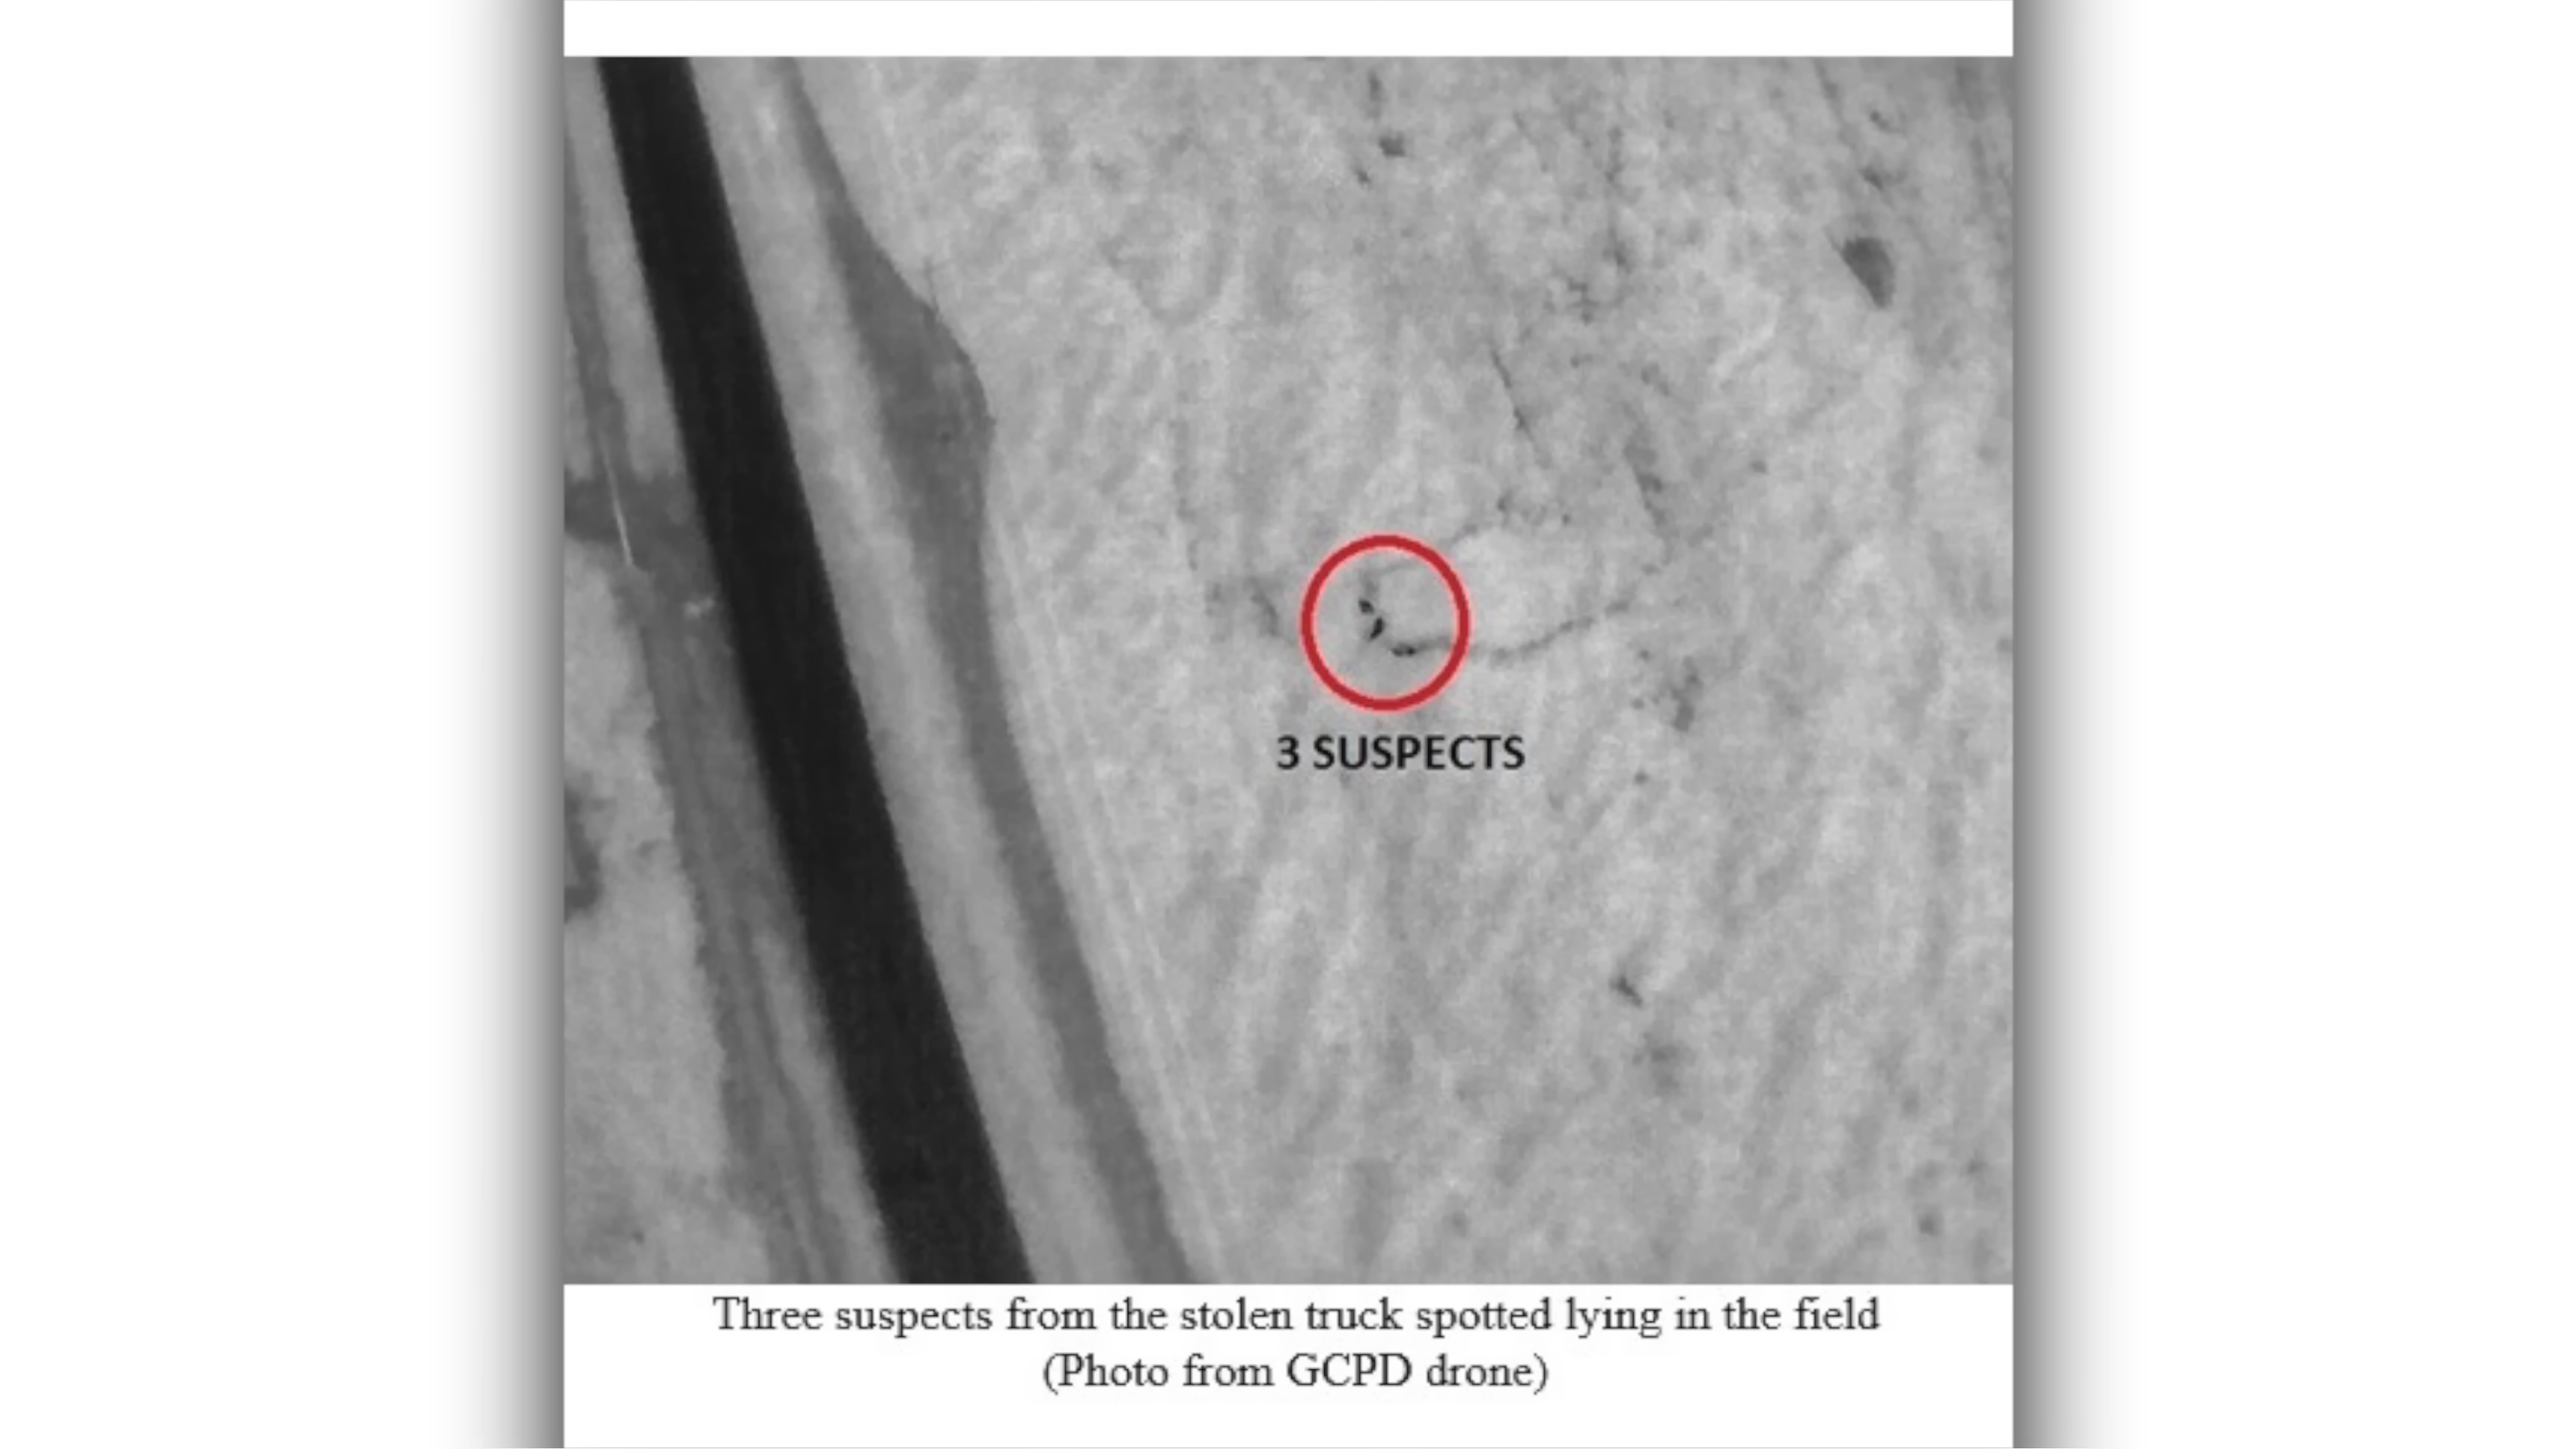 3 SUSPECTS
Three suspects from the stolen truck spotted lying in the field
(Photo from GCPD drone)